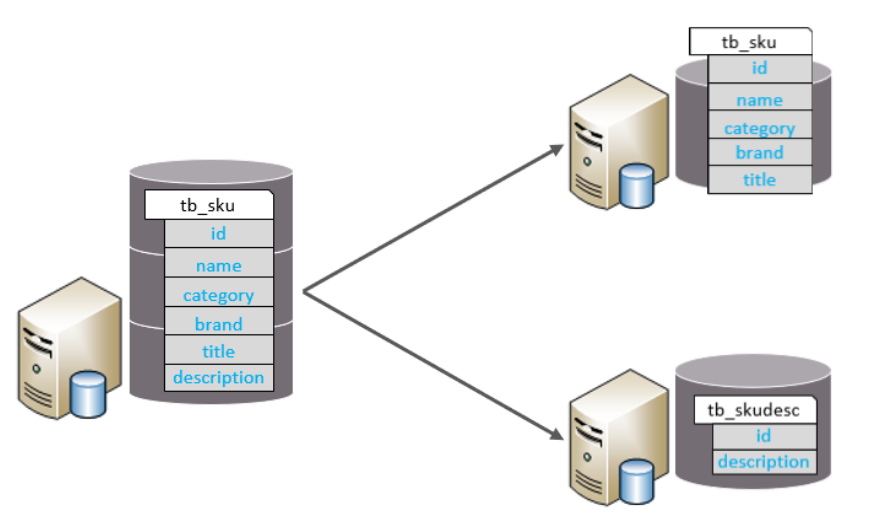 tb_sku
id
name
category
brand
title
description
tb_sku
id
name
category
brand
title
tb_skudesc
id
description